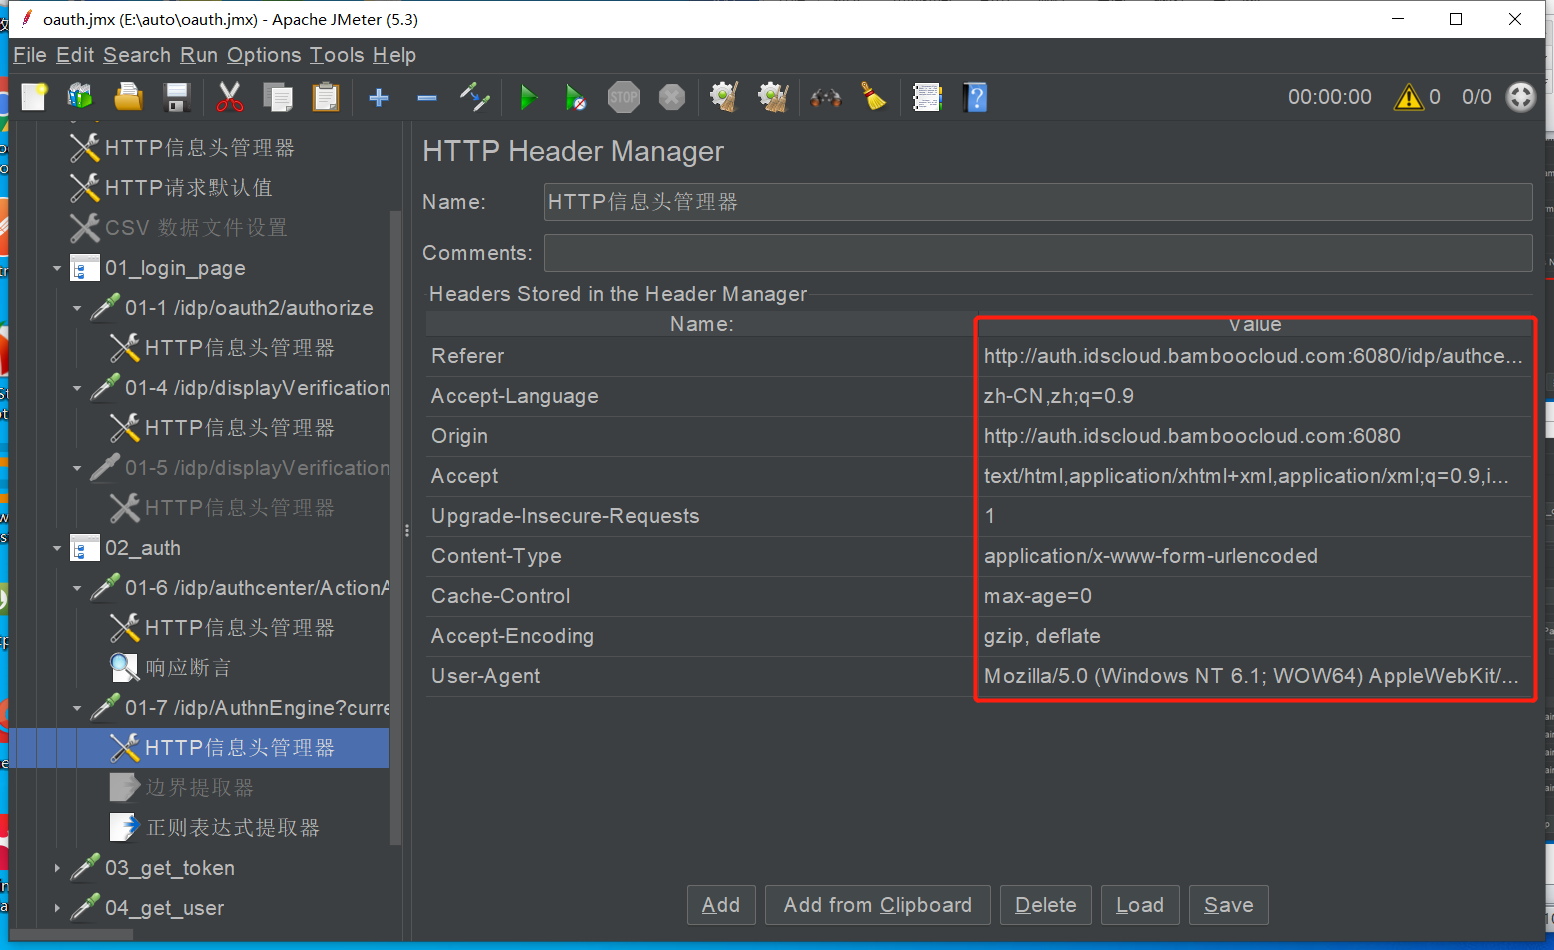 oauth.jmx (E:\auto\oauth.jmx) - Apache JMeter (5.3)
File Edit Search Run Options Tools Help
STOP
00:00:00
0
0/0
HTTP信息头管理器
HTTP请求默认值
CSV 数据文件设置
01_login_page
01-1 /idp/oauth2/authorize
HTTP信息头管理器
01-4 /idp/displayVerification
HTTP信息头管理器
01-5 /idp/displayVerification
HTTP信息头管理器
02_auth
01-6 /idp/authcenter/ActionA
HTTP信息头管理器
响应断言
01-7 /idp/AuthnEngine?curre
HTTP信息头管理器
边界提取器
正则表达式提取器
03_get_token
04_get_user
HTTP Header Manager
Name: HTTP信息头管理器
Comments:
Headers Stored in the Header Manager
Name: Value
Referer http://auth.idscloud.bamboocloud.com:6080/idp/authce...
Accept-Language zh-CN,zh;q=0.9
Origin http://auth.idscloud.bamboocloud.com:6080
Accept text/html,application/xhtml+xml,application/xml;q=0.9,i...
Upgrade-Insecure-Requests 1
Content-Type application/x-www-form-urlencoded
Cache-Control max-age=0
Accept-Encoding gzip, deflate
User-Agent Mozilla/5.0 (Windows NT 6.1; WOW64) AppleWebKit/...
Add Add from Clipboard Delete Load Save